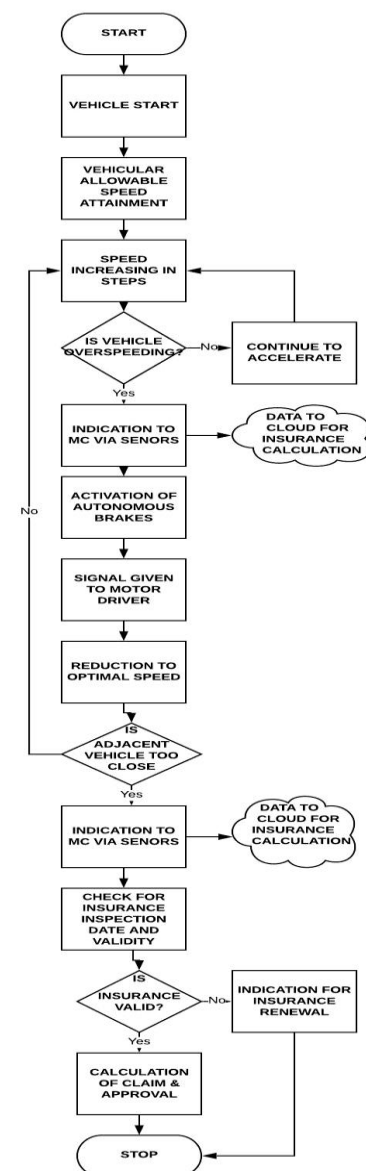 START
VEHICLE START
VEHICULAR
ALLOWABLE
SPEED
ATTAINMENT
SPEED
INCREASING IN
STEPS
IS VEHICLE
OVERSPEEDING?
No
CONTINUE TO
ACCELERATE
Yes
INDICATION TO
MC VIA SENORS
DATA TO
CLOUD FOR
INSURANCE
CALCULATION
ACTIVATION OF
AUTONOMOUS
BRAKES
No
SIGNAL GIVEN
TO MOTOR
DRIVER
REDUCTION TO
OPTIMAL SPEED
IS
ADJACENT
VEHICLE TOO
CLOSE
Yes
INDICATION TO
MC VIA SENORS
DATA TO
CLOUD FOR
INSURANCE
CALCULATION
CHECK FOR
INSURANCE
INSPECTION
DATE AND
VALIDITY
IS
INSURANCE
VALID?
No
INDICATION FOR
INSURANCE
RENEWAL
Yes
CALCULATION
OF CLAIM &
APPROVAL
STOP